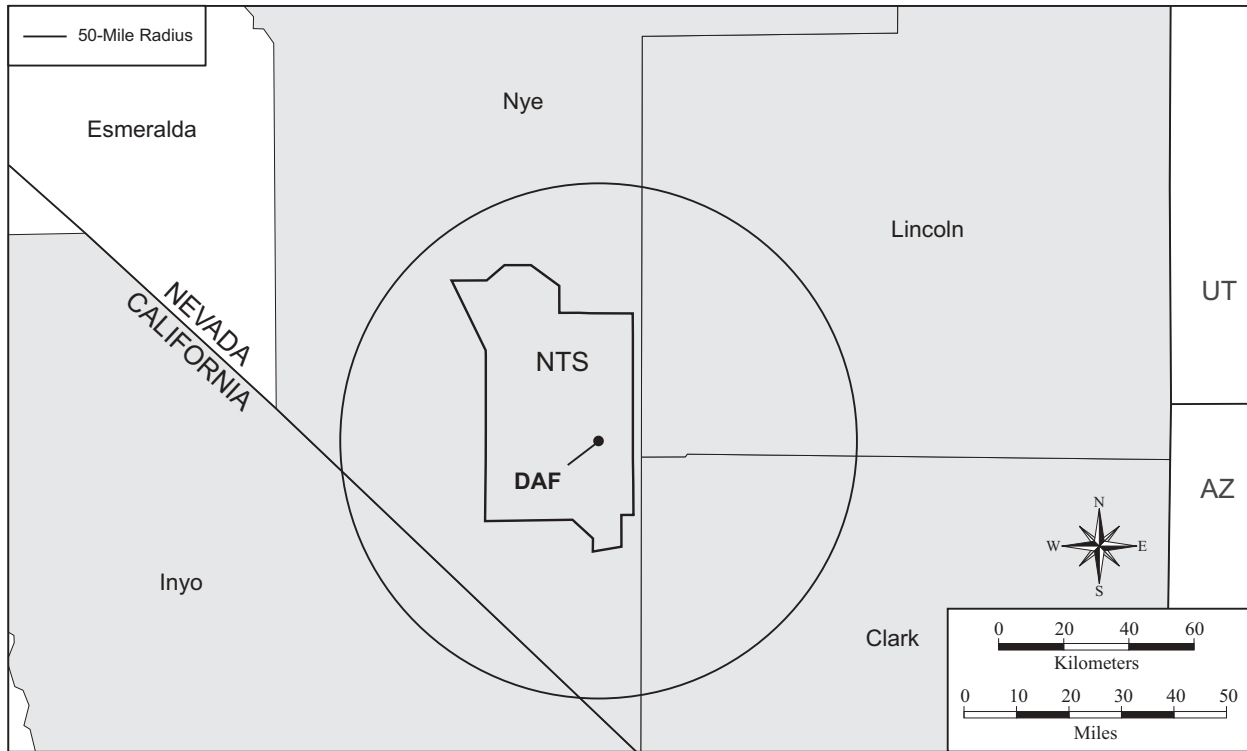 50-Mile Radius
Nye
Esmeralda
Lincoln
UT
NEVADA
CALIFORNIA
NTS
DAF
AZ
N
W
E
S
Inyo
Clark
0 20 40 60
Kilometers
0 10 20 30 40 50
Miles